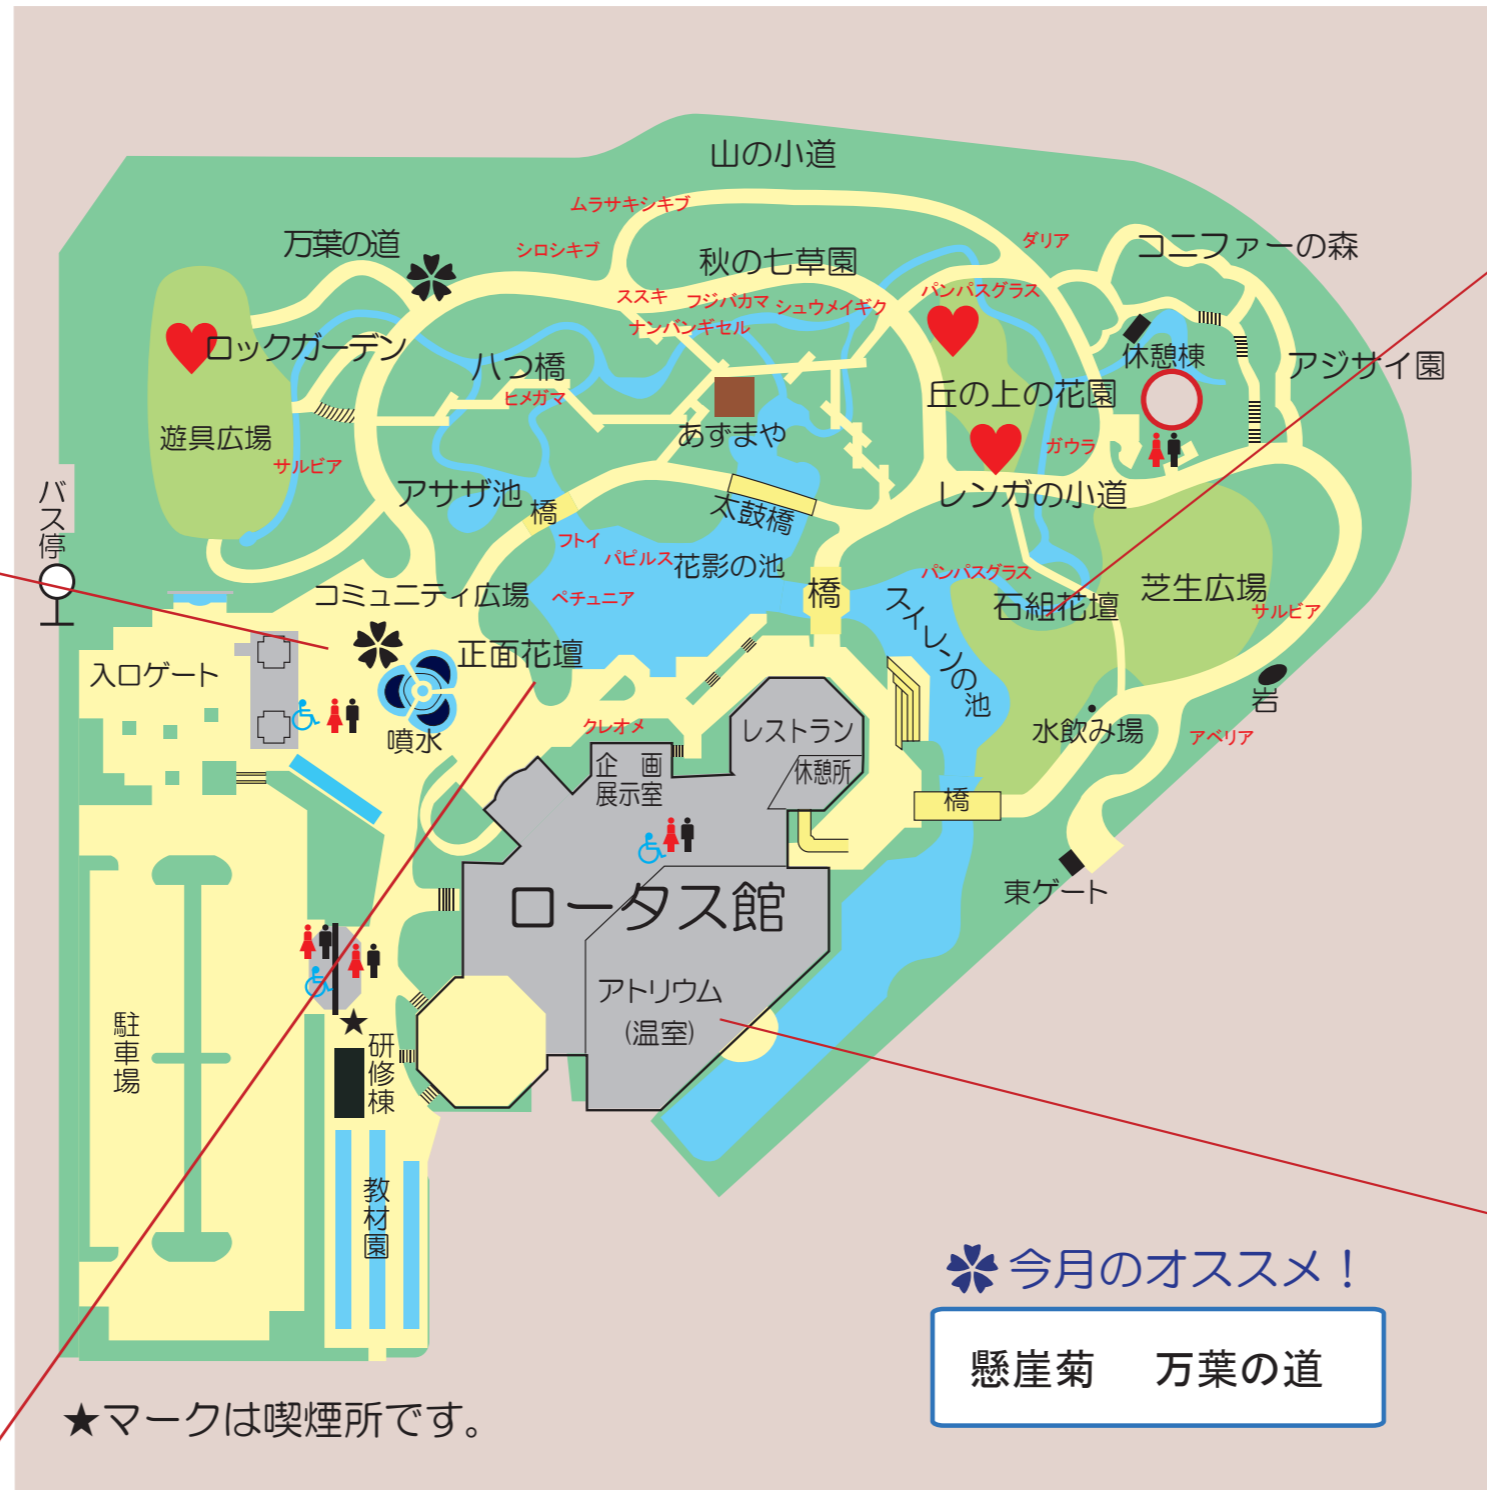 山の小道
ムラサキシキブ
万葉の道
シロシキブ
秋の七草園
ダリア
コニファーの森
ススキ
フジバカマ
シュウメイギク
パンパスグラス
ナンバンギセル
ロックガーデン
八つ橋
休憩棟
アジサイ園
ヒメガマ
丘の上の花園
遊具広場
あずまや
ガウラ
サルビア
アサザ池
橋
太鼓橋
レンガの小道
バス停
フトイ
パピルス
花影の池
パンパスグラス
コミュニティ広場
ペチュニア
橋
スイレンの池
石組花壇
芝生広場
サルビア
入口ゲート
正面花壇
岩
噴水
クレオメ
レストラン
水飲み場
アベリア
企画
展示室
休憩所
橋
ロータス館
東ゲート
アトリウム
(温室)
駐車場
★
研修棟
教材園
今月のオススメ！
懸崖菊 万葉の道
★マークは喫煙所です。